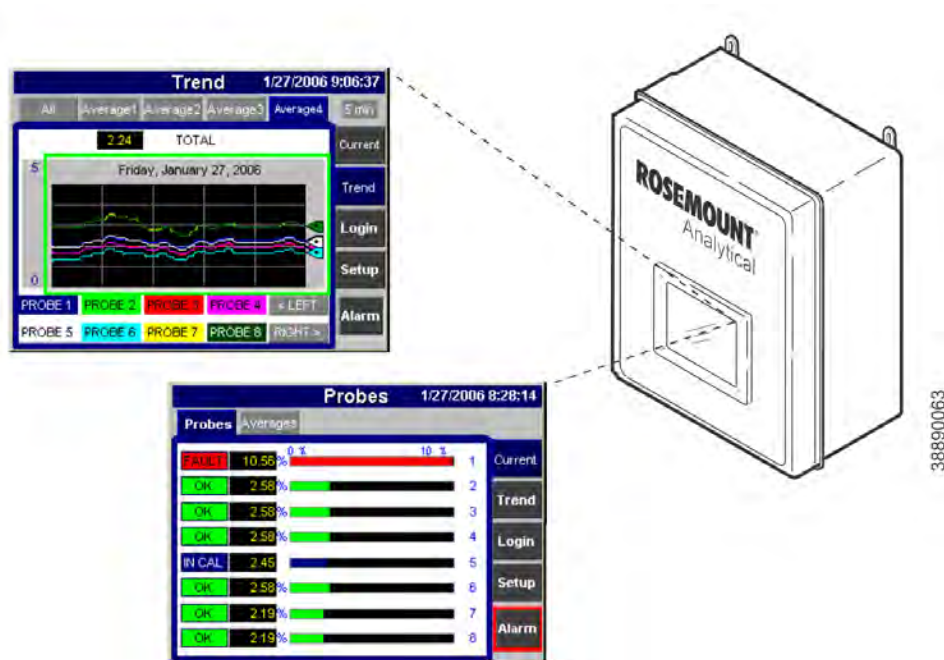 Trend 1/27/2006 9:06:37
All Average1 Average2 Average3 Average4 5 min
2.24 TOTAL
Current
5
Friday, January 27, 2006
Trend
Login
Setup
0
PROBE 1 PROBE 2 PROBE 3 PROBE 4 < LEFT
Alarm
PROBE 5 PROBE 6 PROBE 7 PROBE 8 RIGHT >
ROSEMOUNT
Analytical
38890063
Probes 1/27/2006 8:28:14
Probes Averages
0 % 10 %
FAULT 10.56 % 1 Current
OK 2.58 % 2
Trend
OK 2.58 % 3
OK 2.58 % 4
Login
IN CAL 2.45 5
OK 2.58 % 6
Setup
OK 2.19 % 7
Alarm
OK 2.19 % 8